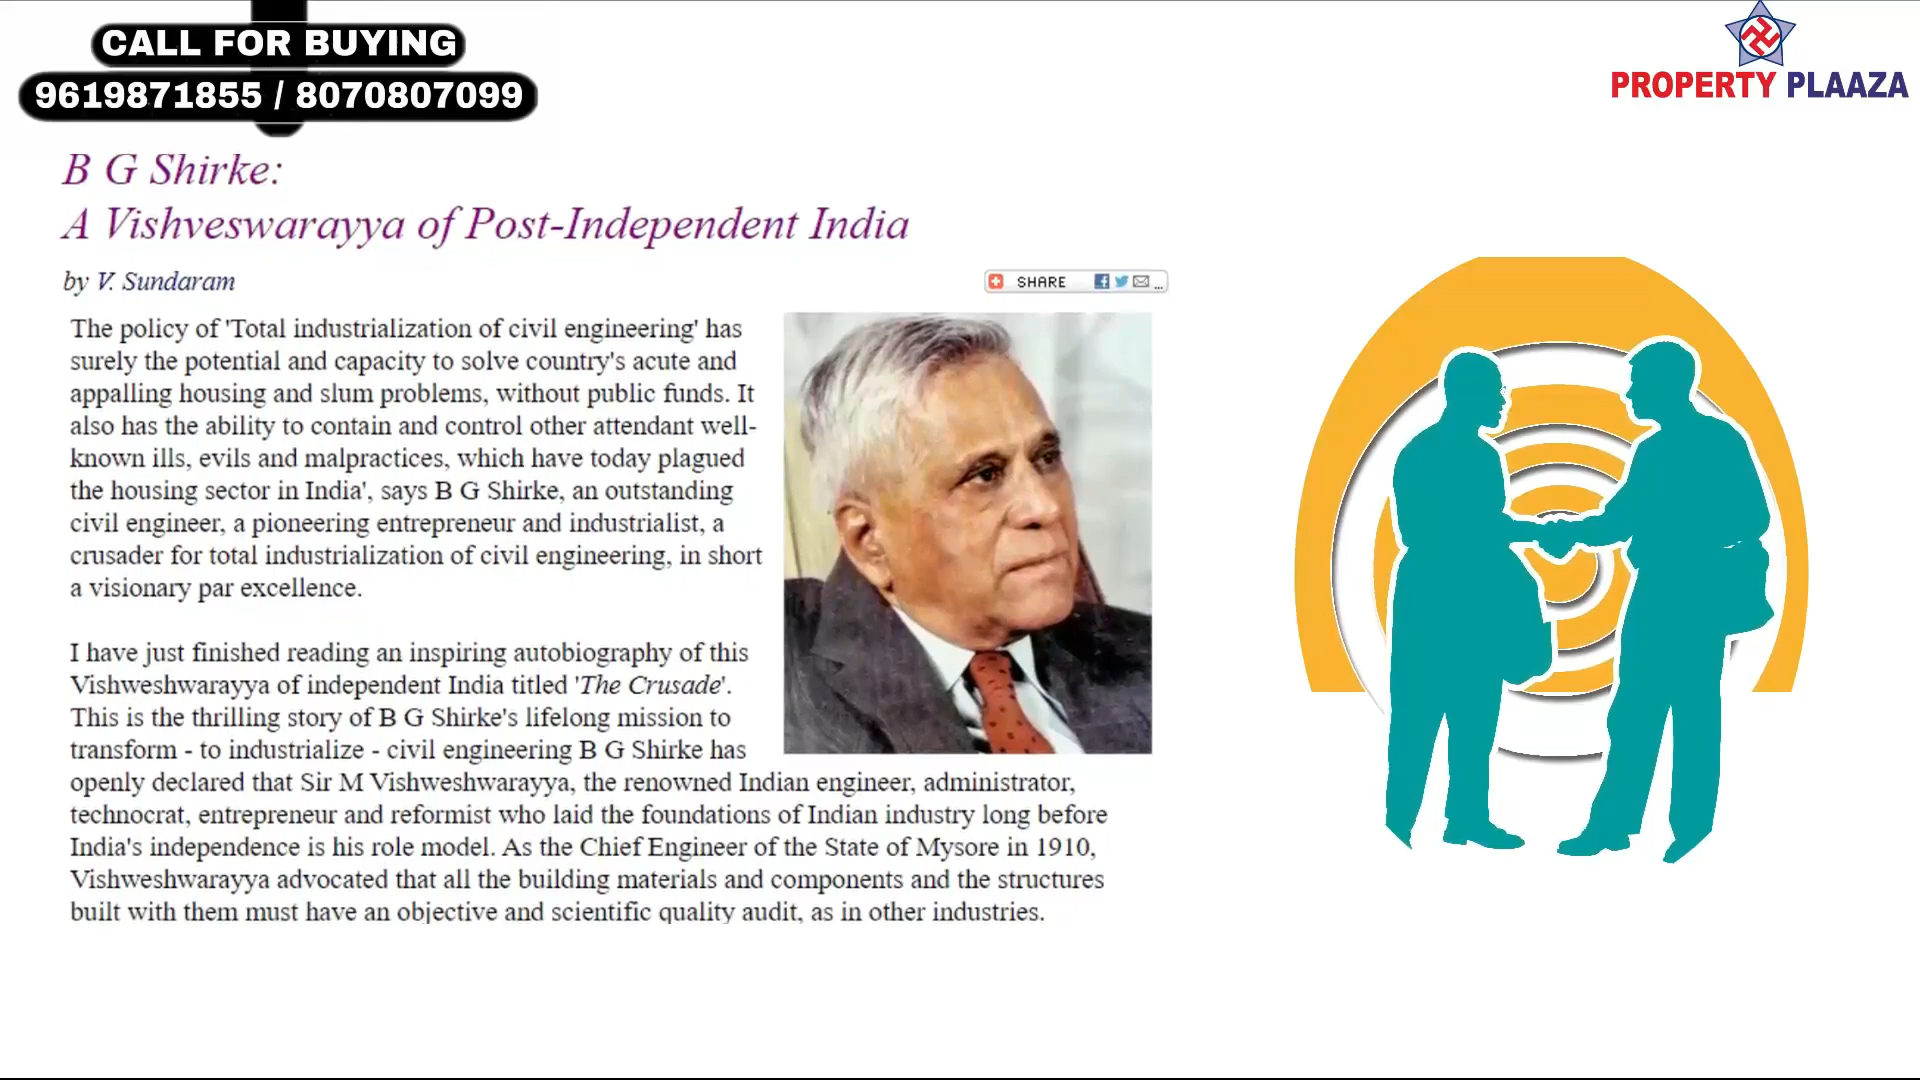 CALL FOR BUYING
9619871855 / 8070807099
PROPERTY PLAAZA
B G Shirke:
A Vishveswarayya of Post-Independent India
by V. Sundaram
SHARE
The policy of 'Total industrialization of civil engineering' has
surely the potential and capacity to solve country's acute and
appalling housing and slum problems, without public funds. It
also has the ability to contain and control other attendant well-
known ills, evils and malpractices, which have today plagued
the housing sector in India', says B G Shirke, an outstanding
civil engineer, a pioneering entrepreneur and industrialist, a
crusader for total industrialization of civil engineering, in short
a visionary par excellence.
I have just finished reading an inspiring autobiography of this
Vishweshwarayya of independent India titled 'The Crusade'.
This is the thrilling story of B G Shirke's lifelong mission to
transform - to industrialize - civil engineering B G Shirke has
openly declared that Sir M Vishweshwarayya, the renowned Indian engineer, administrator,
technocrat, entrepreneur and reformist who laid the foundations of Indian industry long before
India's independence is his role model. As the Chief Engineer of the State of Mysore in 1910,
Vishweshwarayya advocated that all the building materials and components and the structures
built with them must have an objective and scientific quality audit, as in other industries.